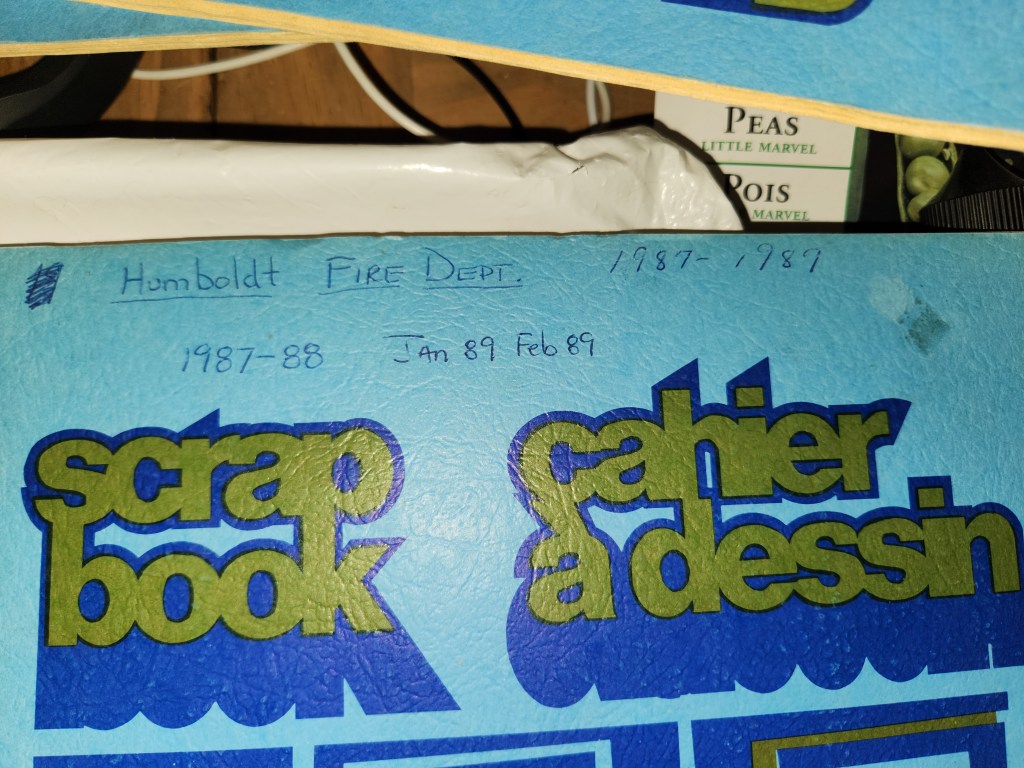 PEAS
LITTLE MARVEL
POIS
MARVEL
Humboldt FIRE DEPT. 1987-1989
1987-88 JAn 89 Feb 89
scrap book
cahier à dessin